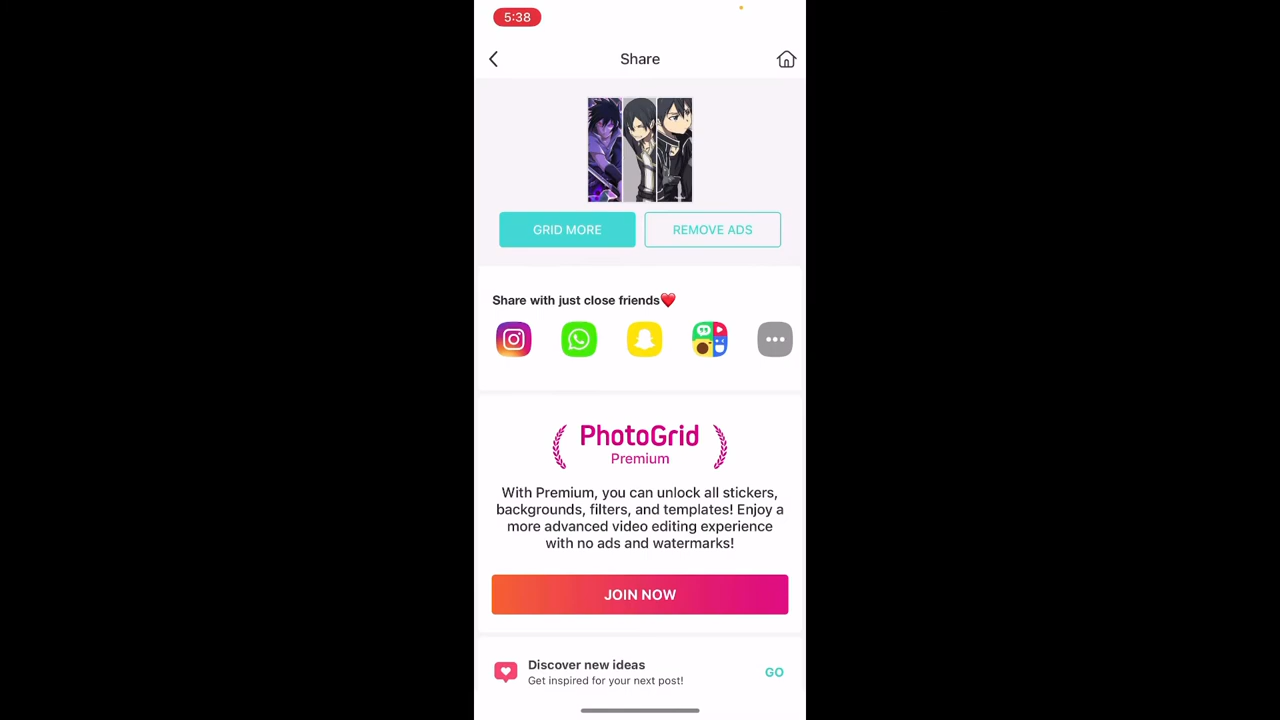 5:38
Share
GRID MORE
REMOVE ADS
Share with just close friends❤️
PhotoGrid
Premium
With Premium, you can unlock all stickers,
backgrounds, filters, and templates! Enjoy a
more advanced video editing experience
with no ads and watermarks!
JOIN NOW
Discover new ideas
GO
Get inspired for your next post!